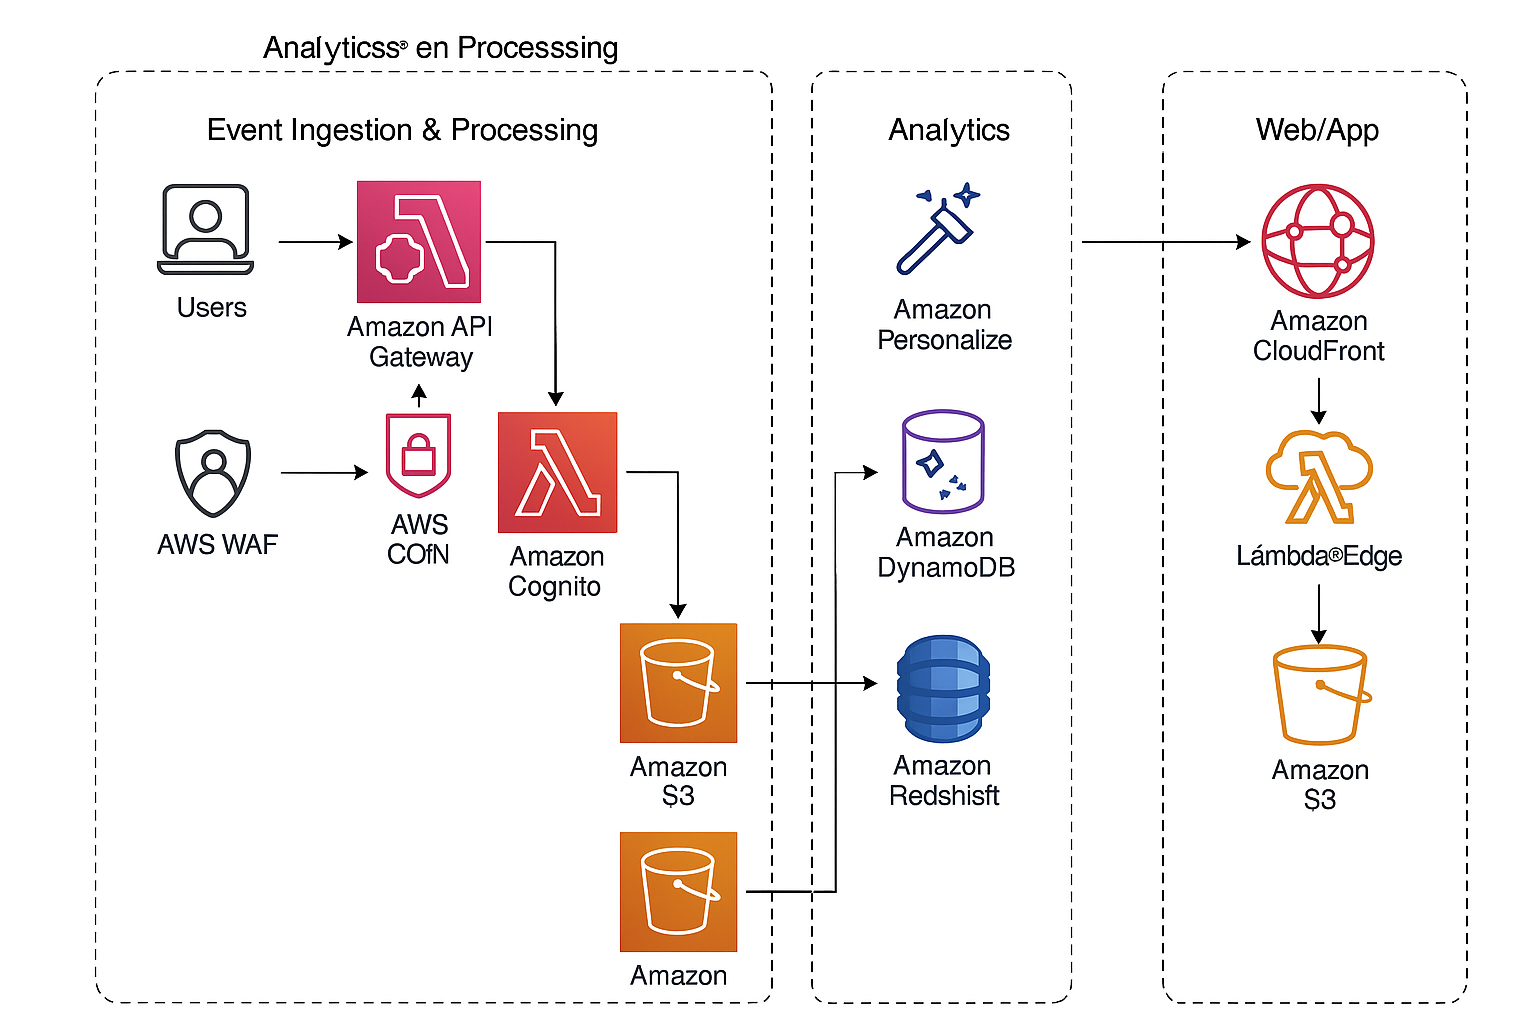 Analyticss® en Processsing
Event Ingestion & Processing
Users
Amazon API
Gateway
AWS WAF
AWS
COfN
Amazon
Cognito
Amazon
S3
Amazon
Analytics
Amazon
Personalize
Amazon
DynamoDB
Amazon
Redshisft
Web/App
Amazon
CloudFront
Lámbda®Edge
Amazon
S3